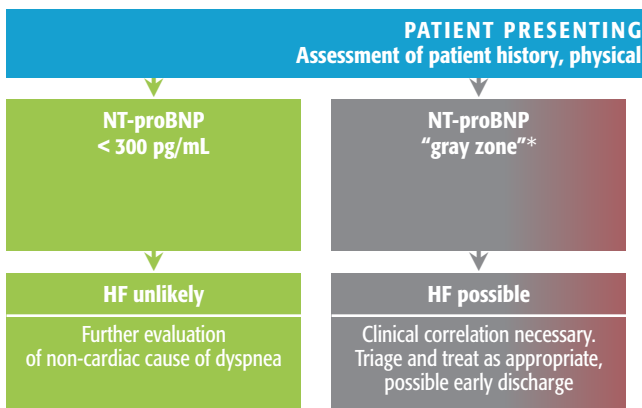 PATIENT PRESENTING
Assessment of patient history, physical
NT-proBNP
< 300 pg/mL
NT-proBNP
“gray zone”*
HF unlikely
Further evaluation
of non-cardiac cause of dyspnea
HF possible
Clinical correlation necessary.
Triage and treat as appropriate,
possible early discharge